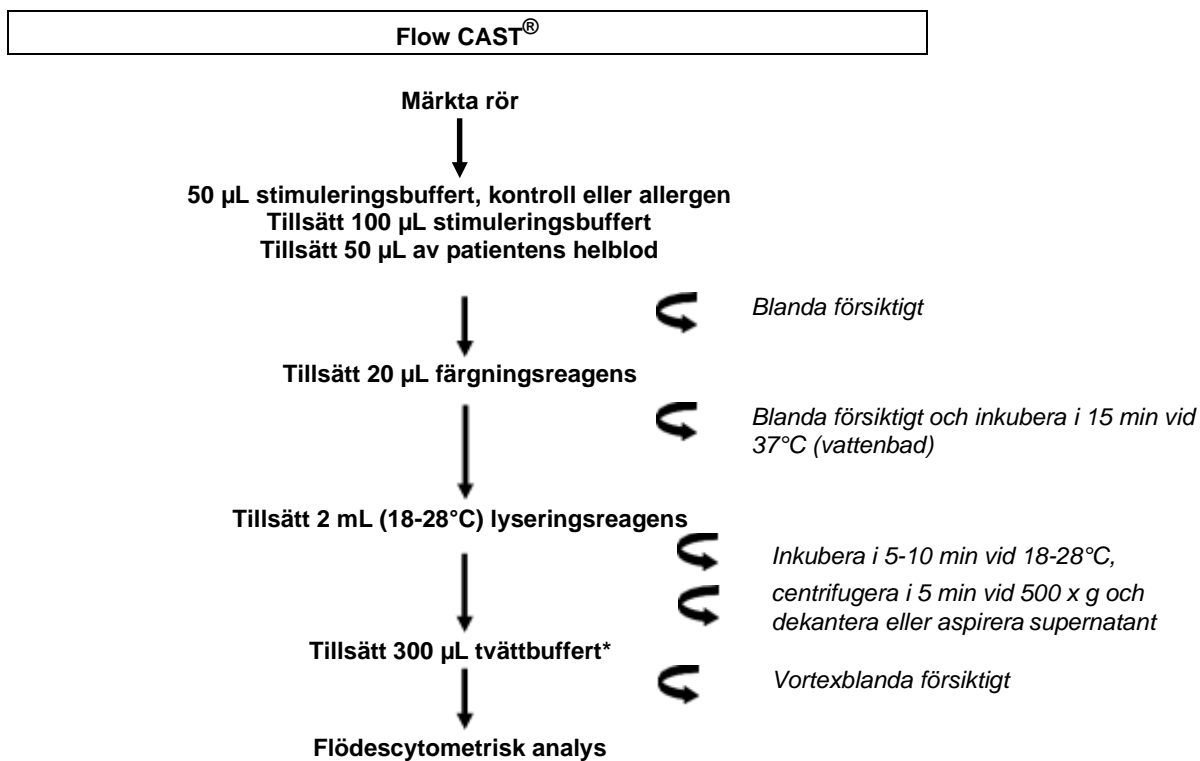 Flow CAST®
Märkta rör
50 µL stimuleringsbuffert, kontroll eller allergen
Tillsätt 100 µL stimuleringsbuffert
Tillsätt 50 µL av patientens helblod
Blanda försiktigt
Tillsätt 20 µL färgningsreagens
Blanda försiktigt och inkubera i 15 min vid
37°C (vattenbad)
Tillsätt 2 mL (18-28°C) lyseringsreagens
Inkubera i 5-10 min vid 18-28°C,
centrifugera i 5 min vid 500 x g och
dekantera eller aspirera supernatant
Tillsätt 300 µL tvättbuffert*
Vortexblanda försiktigt
Flödescytometrisk analys